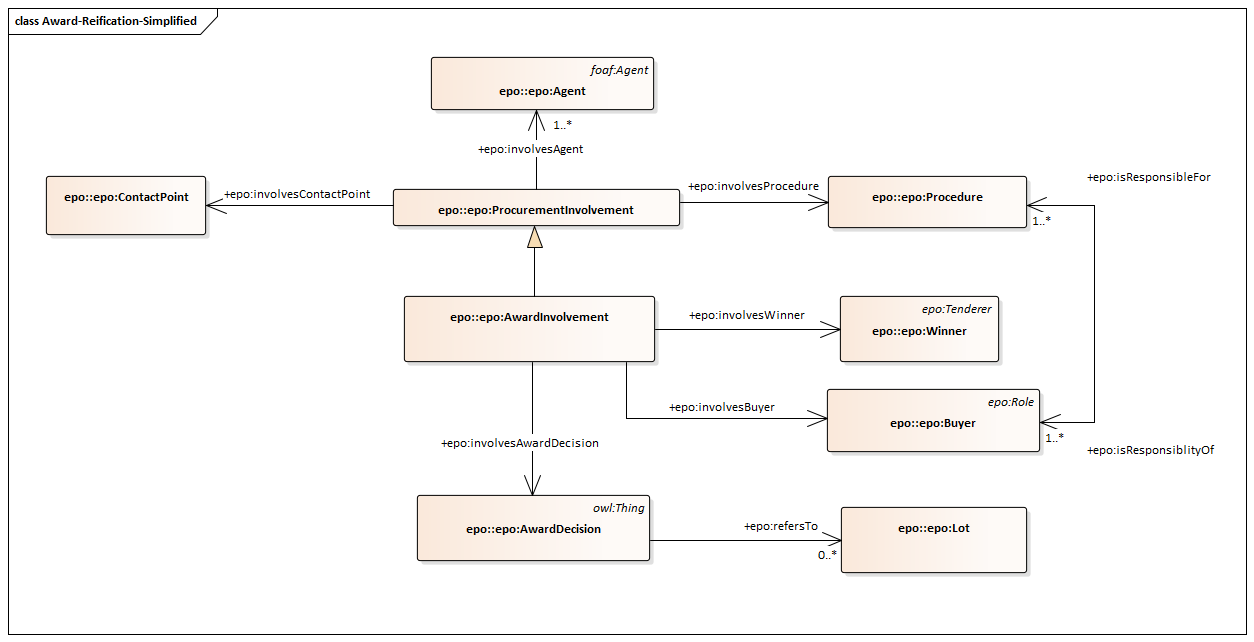 class Award-Reification-Simplified
foaf:Agent
epo::epo:Agent
1..*
+epo:involvesAgent
epo::epo:ContactPoint
+epo:involvesContactPoint
epo::epo:ProcurementInvolvement
+epo:involvesProcedure
epo::epo:Procedure
+epo:isResponsibleFor
1..*
epo::epo:AwardInvolvement
+epo:involvesWinner
epo:Tenderer
epo::epo:Winner
+epo:involvesBuyer
epo:Role
epo::epo:Buyer
1..*
+epo:isResponsiblityOf
+epo:involvesAwardDecision
owl:Thing
epo::epo:AwardDecision
+epo:refersTo
0..*
epo::epo:Lot